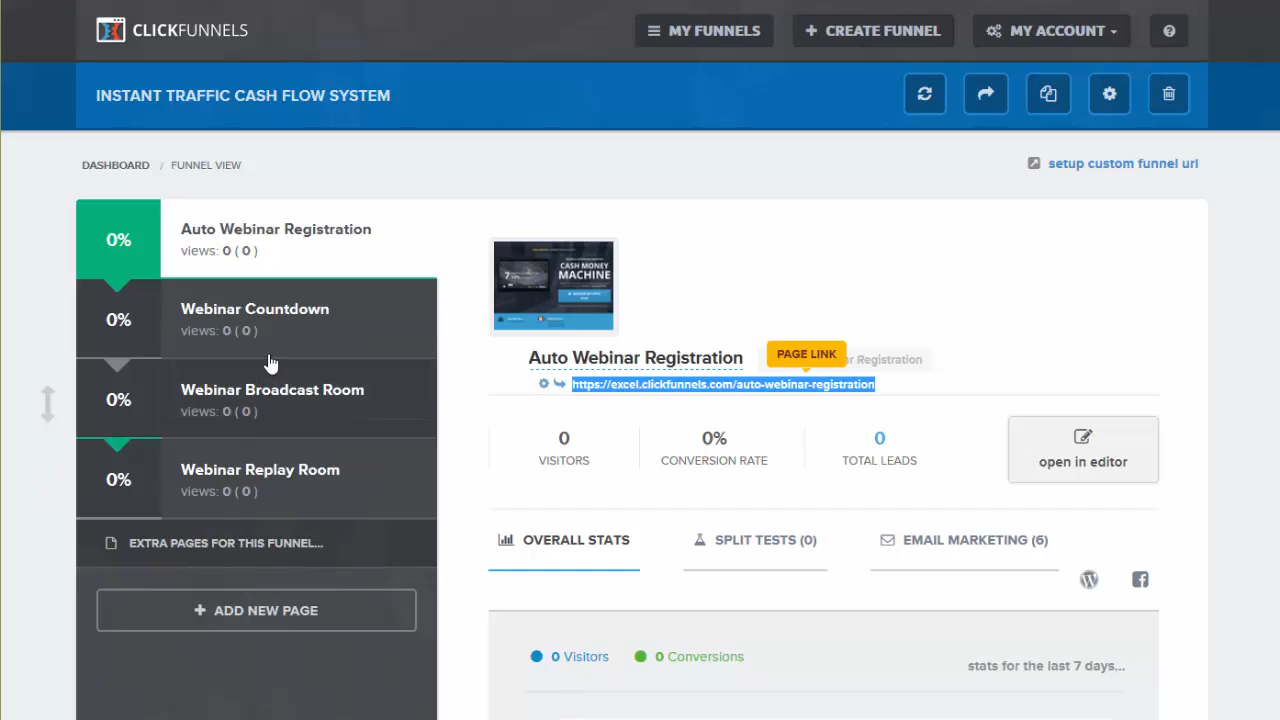 CLICKFUNNELS
MY FUNNELS
CREATE FUNNEL
MY ACCOUNT
INSTANT TRAFFIC CASH FLOW SYSTEM
DASHBOARD / FUNNEL VIEW
setup custom funnel url
0%
Auto Webinar Registration
views: 0 ( 0 )
0%
Webinar Countdown
views: 0 ( 0 )
0%
Webinar Broadcast Room
views: 0 ( 0 )
0%
Webinar Replay Room
views: 0 ( 0 )
EXTRA PAGES FOR THIS FUNNEL...
+ ADD NEW PAGE
CASH MONEY
MACHINE
Auto Webinar Registration
PAGE LINK
Registration
https://excel.clickfunnels.com/auto-webinar-registration
0
VISITORS
0%
CONVERSION RATE
0
TOTAL LEADS
open in editor
OVERALL STATS
SPLIT TESTS (0)
EMAIL MARKETING (6)
0 Visitors
0 Conversions
stats for the last 7 days...